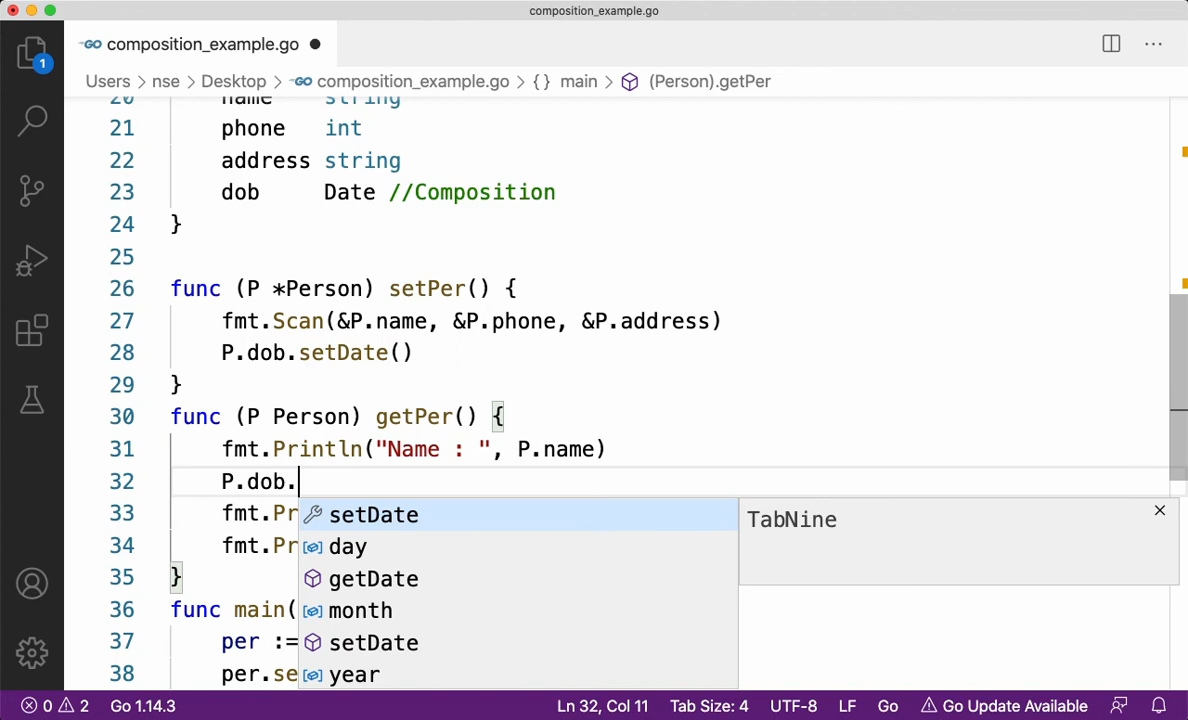 composition_example.go
composition_example.go
Users > nse > Desktop > composition_example.go > {} main > (Person).getPer
1
20 name string
21 phone int
22 address string
23 dob Date //Composition
24 }
25
26 func (P *Person) setPer() {
27 fmt.Scan(&P.name, &P.phone, &P.address)
28 P.dob.setDate()
29 }
30 func (P Person) getPer() {
31 fmt.Println("Name : ", P.name)
32 P.dob.
33 fmt.Pr
34 fmt.Pr
35 }
36 func main(
37 per :=
38 per.se
setDate
day
getDate
month
setDate
year
TabNine
0 2 Go 1.14.3 Ln 32, Col 11 Tab Size: 4 UTF-8 LF Go Go Update Available